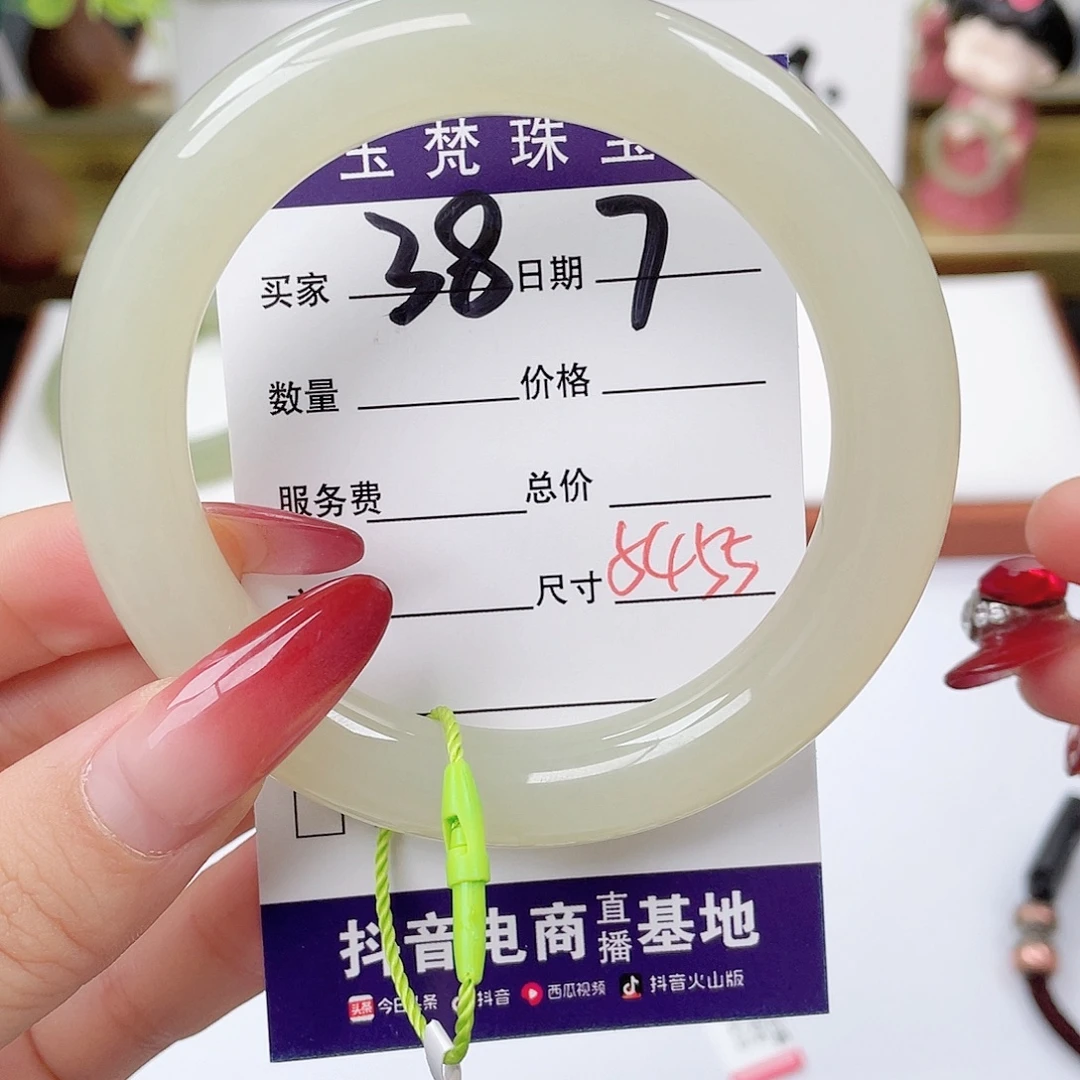 玉梵珠宝
买家 38 日期 7
数量 价格
服务费 总价
尺寸
抖音电商直播基地
今日头条 抖音 西瓜视频 抖音火山版